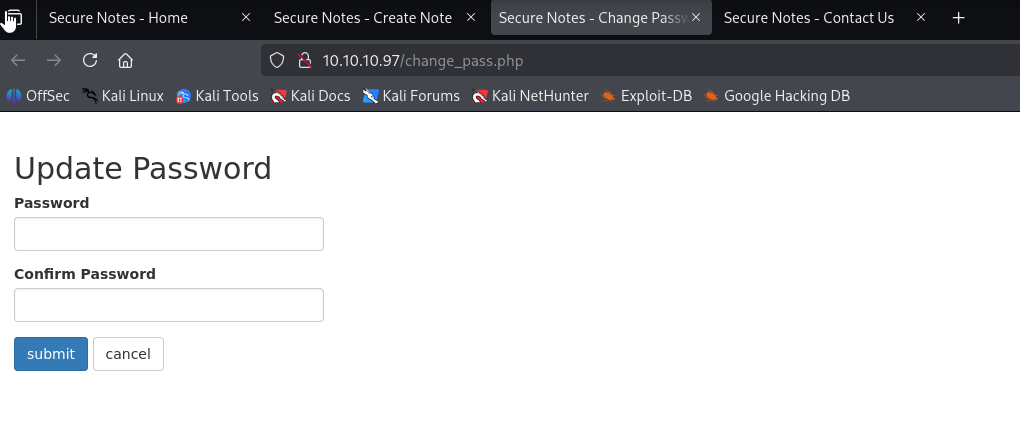 Secure Notes - Home Secure Notes - Create Note Secure Notes - Change Passw Secure Notes - Contact Us
10.10.10.97/change_pass.php
OffSec Kali Linux Kali Tools Kali Docs Kali Forums Kali NetHunter Exploit-DB Google Hacking DB
Update Password
Password
Confirm Password
submit cancel